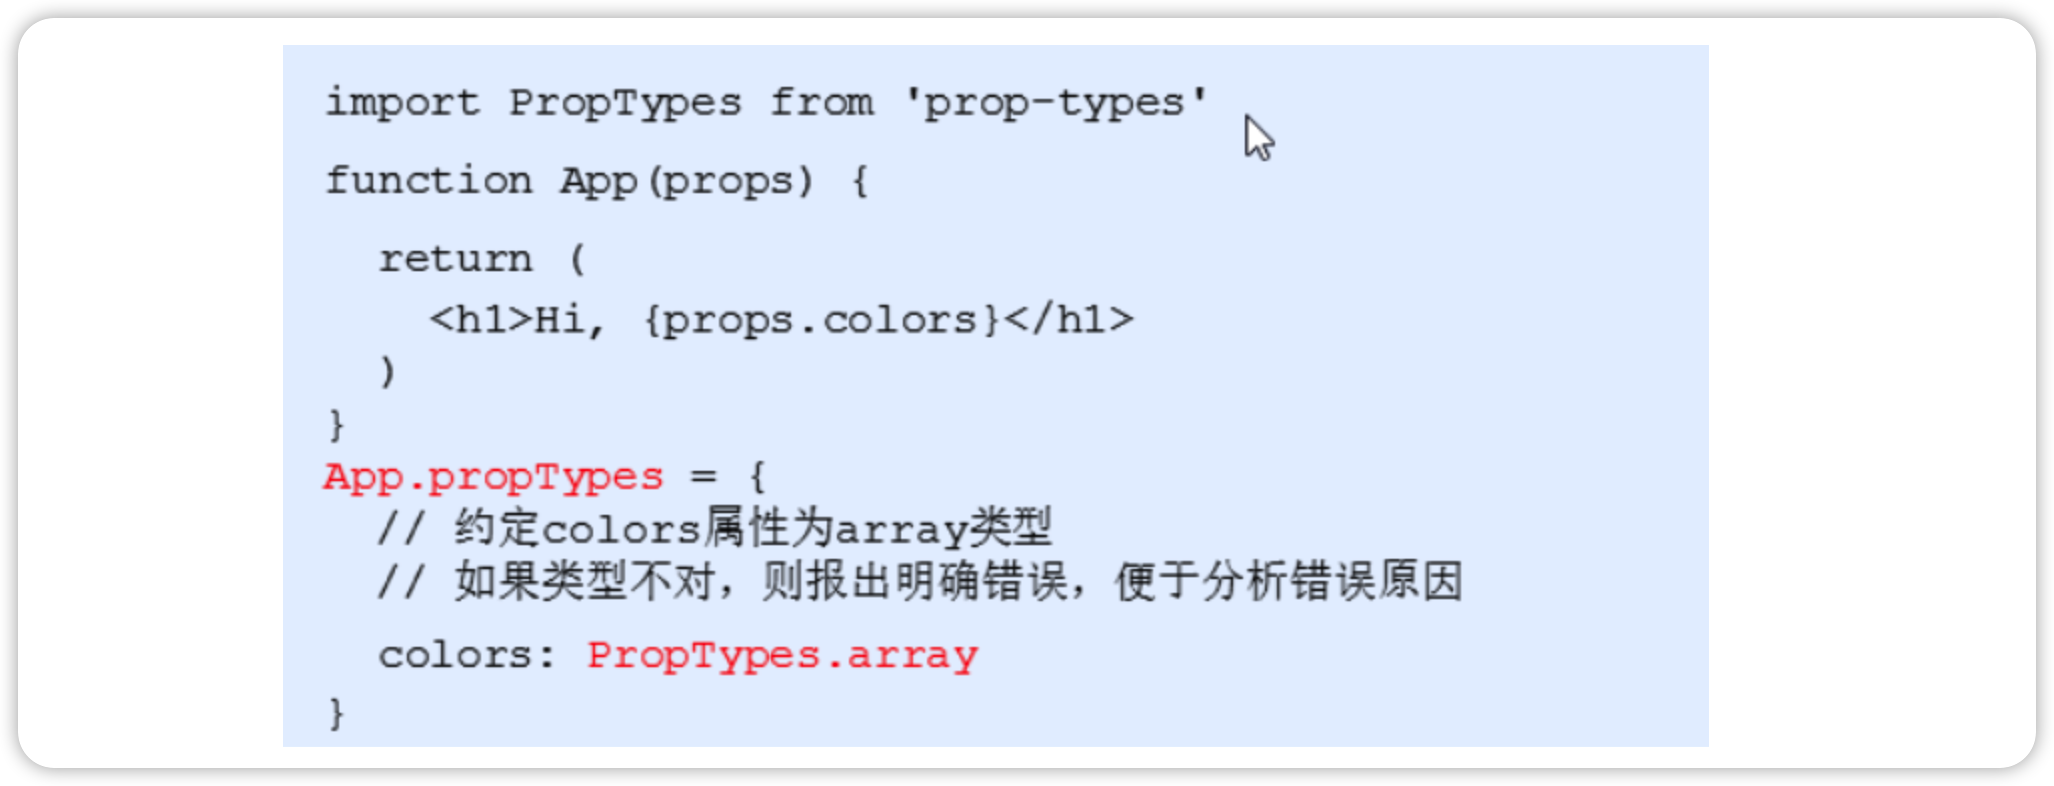 import PropTypes from 'prop-types'
function App(props) {
return (
<h1>Hi, {props.colors}</h1>
)
}
App.propTypes = {
// 约定colors属性为array类型
// 如果类型不对，则报出明确错误，便于分析错误原因
colors: PropTypes.array
}